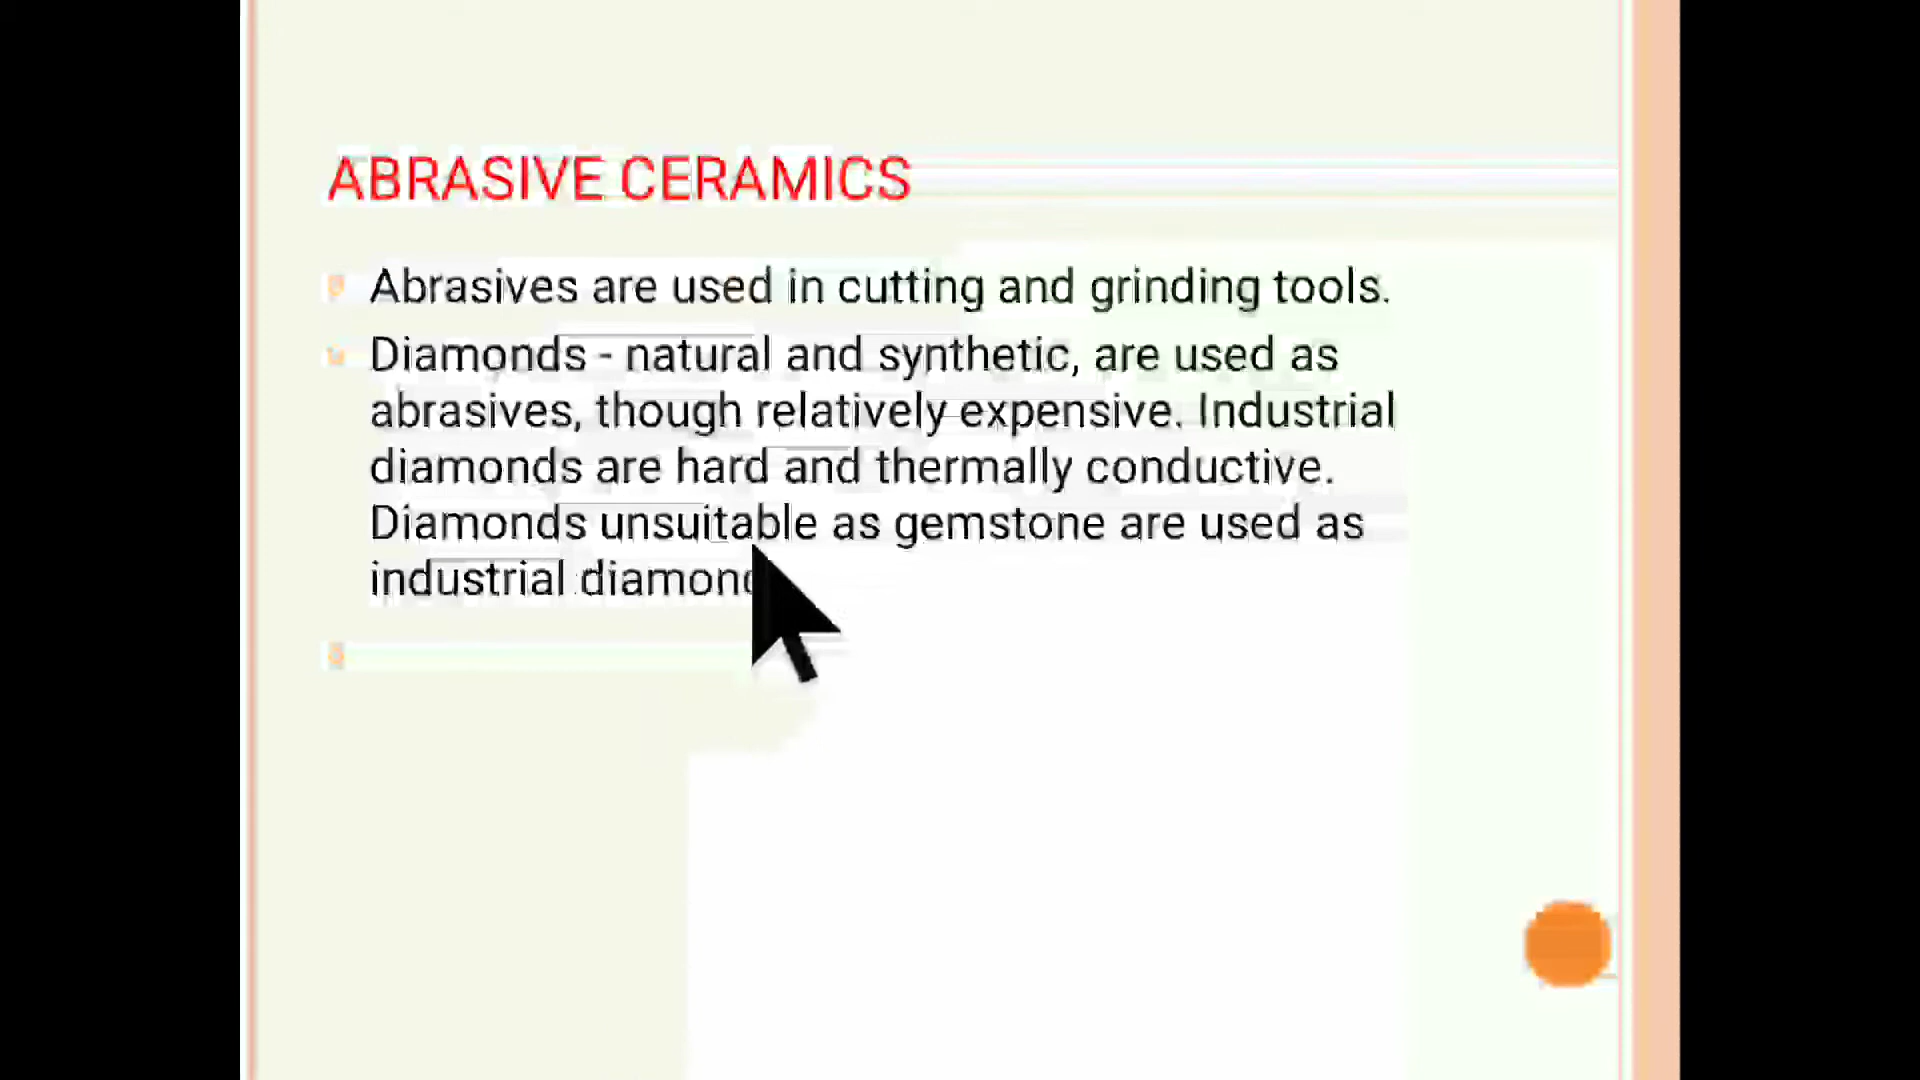 ABRASIVE CERAMICS
Abrasives are used in cutting and grinding tools.
Diamonds - natural and synthetic, are used as
abrasives, though relatively expensive. Industrial
diamonds are hard and thermally conductive.
Diamonds unsuitable as gemstone are used as
industrial